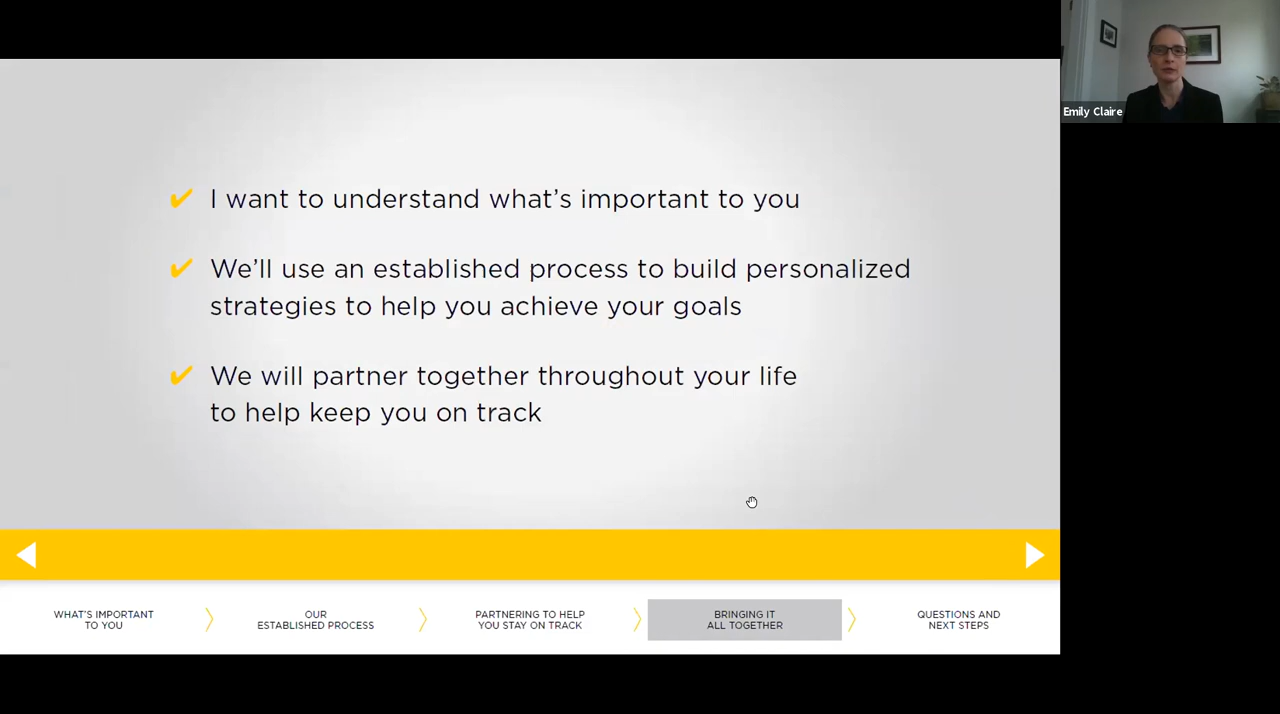 Emily Claire
✔ I want to understand what's important to you
✔ We'll use an established process to build personalized
strategies to help you achieve your goals
✔ We will partner together throughout your life
to help keep you on track
WHAT'S IMPORTANT
TO YOU
OUR
ESTABLISHED PROCESS
PARTNERING TO HELP
YOU STAY ON TRACK
BRINGING IT
ALL TOGETHER
QUESTIONS AND
NEXT STEPS